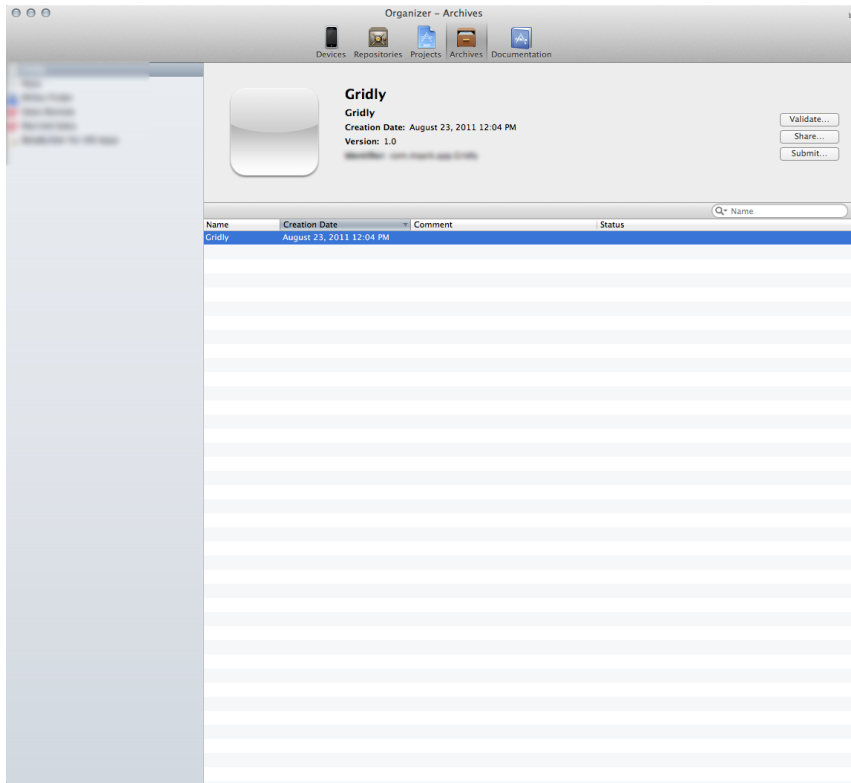 Organizer – Archives
Devices Repositories Projects Archives Documentation
Gridly
Gridly
Creation Date: August 23, 2011 12:04 PM
Version: 1.0
Validate...
Share...
Submit...
Name
Name Creation Date Comment Status
Gridly August 23, 2011 12:04 PM